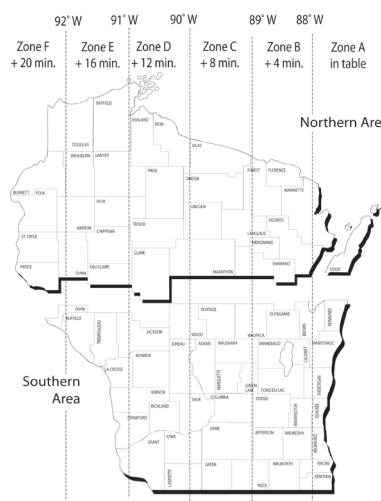 92° W 91° W 90° W 89° W 88° W
Zone F Zone E Zone D Zone C Zone B Zone A
+ 20 min. + 16 min. + 12 min. + 8 min. + 4 min. in table
Northern Are
BAYFIELD
ASHLAND
IRON
DOUGLAS
VILAS
WASHBURN SAWYER
FOREST FLORENCE
PRICE
ONEIDA
MARINETTE
BURNETT POLK
RUSK
LINCOLN
OCONTO
BARRON
CHIPPEWA
TAYLOR
LANGLADE
ST. CROIX
MENOMINEE
CLANK
SHAWANO
PIERCE
DUNN
EAU CLAIRE
MARATHON
DOOR
PEPIN
BUFFALO
TREMPEALEAU
JACKSON
PORTAGE
OUTAGAMIE
BROWN
KEWAUNEE
WOOD
WAUPACA
JUNEAU
ADAMS
WAUSHARA
WINNEBAGO
CALUMET
MANITOWOC
MONROE
Southern
Area
LA CROSSE
MARQUETTE
GREEN
LAKE
FOND DU LAC
SHEBOYGAN
VERNON
RICHLAND
SAUK
COLUMBIA
DODGE
WASHINGTON
OZAUKEE
CRAWFORD
GRANT
IOWA
DANE
JEFFERSON
WAUKESHA
MILWAUKEE
LAFAYETTE
GREEN
ROCK
WALWORTH
RACINE
KENOSHA